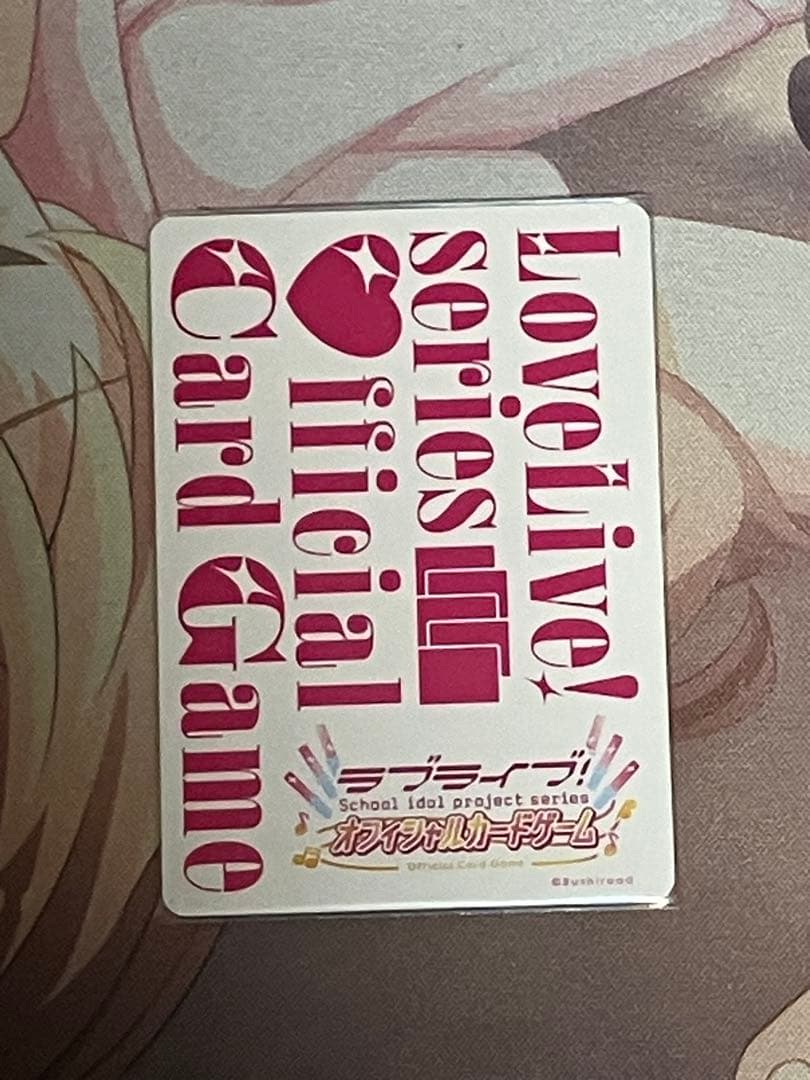 LoveLive!
series
Official
Card Game
ラブライブ!
School idol project series
オフィシャルカードゲーム
Official Card Game
©Bushiroad